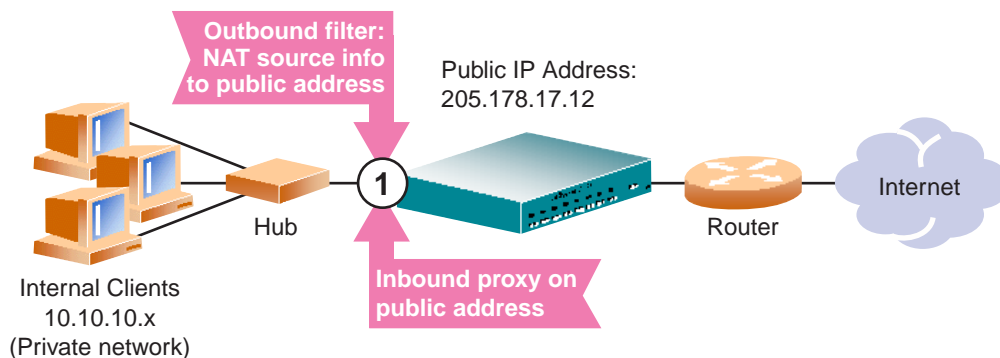 Outbound filter:
NAT source info
to public address
Public IP Address:
205.178.17.12
1
Hub
Router
Internet
Inbound proxy on
public address
Internal Clients
10.10.10.x
(Private network)